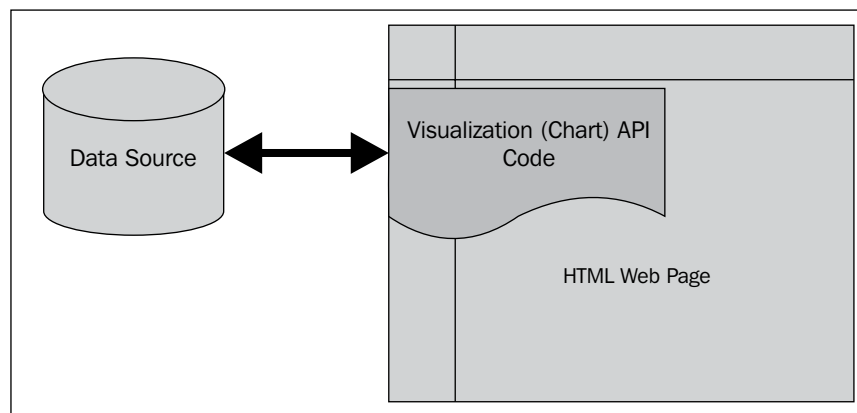 Data Source
Visualization (Chart) API
Code
HTML Web Page